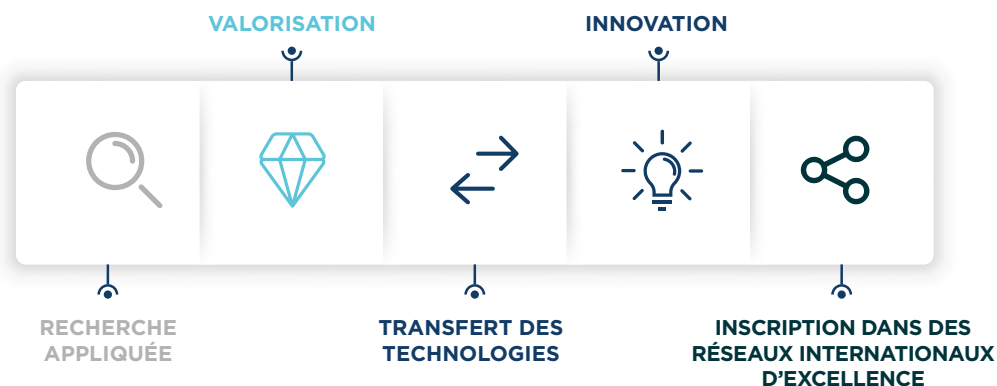 VALORISATION
INNOVATION
RECHERCHE
APPLIQUÉE
TRANSFERT DES
TECHNOLOGIES
INSCRIPTION DANS DES
RÉSEAUX INTERNATIONAUX
D'EXCELLENCE